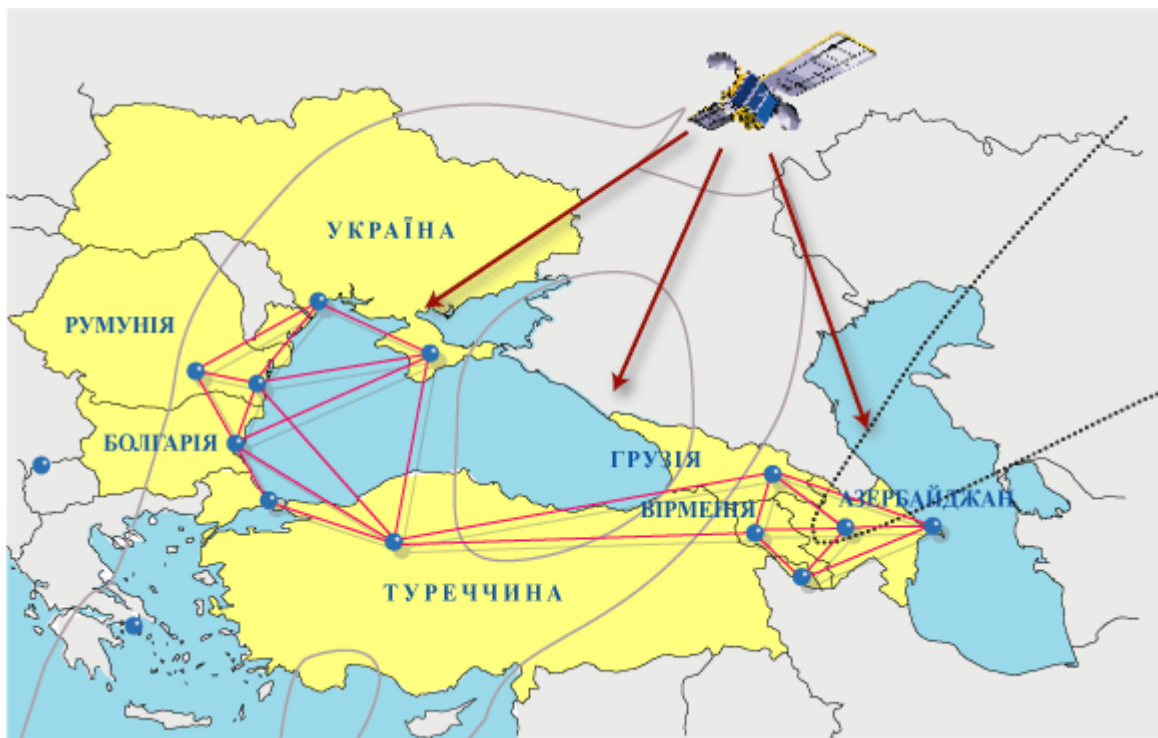 УКРАЇНА
РУМУНІЯ
БОЛГАРІЯ
ГРУЗІЯ
ВІРМЕНІЯ
АЗЕРБАЙДЖАН
ТУРЕЧЧИНА